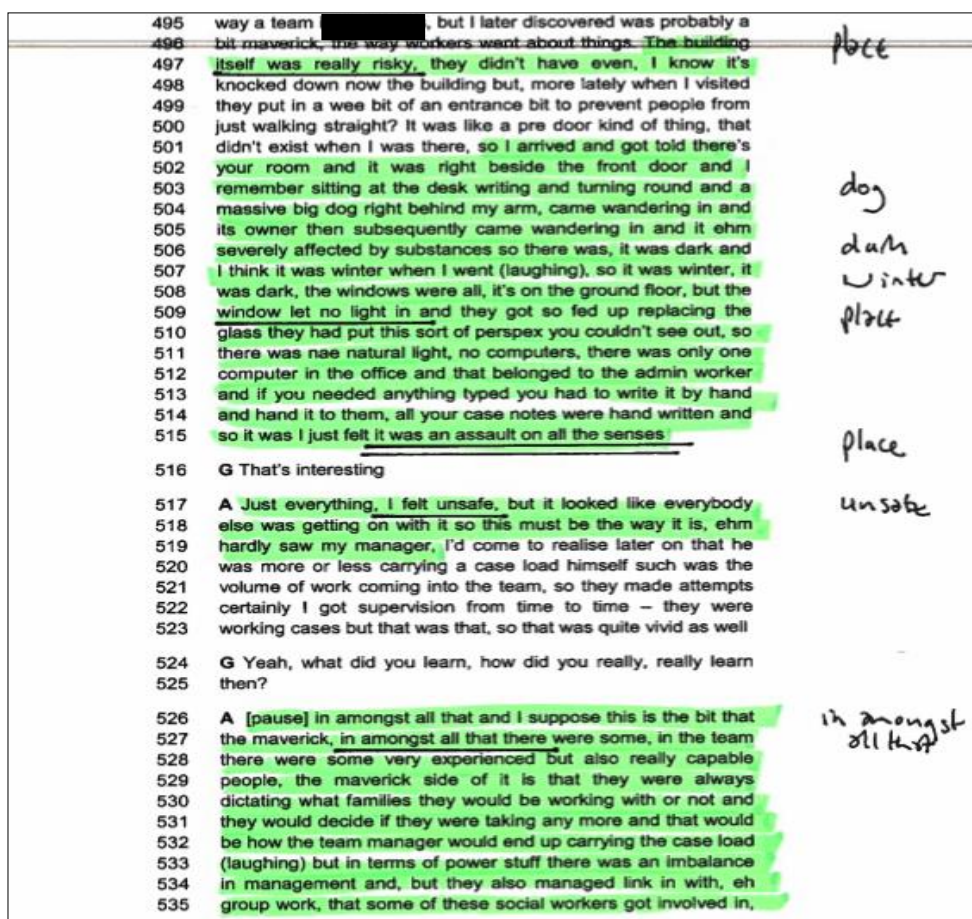 495 way a team , but I later discovered was probably a
496 bit maverick, the way workers went about things. The building place
497 itself was really risky, they didn't have even, I know it's
498 knocked down now the building but, more lately when I visited
499 they put in a wee bit of an entrance bit to prevent people from
500 just walking straight? It was like a pre door kind of thing, that
501 didn't exist when I was there, so I arrived and got told there's
502 your room and it was right beside the front door and I
503 remember sitting at the desk writing and turning round and a dog
504 massive big dog right behind my arm, came wandering in and
505 its owner then subsequently came wandering in and it ehm
506 severely affected by substances so there was, it was dark and dark
507 I think it was winter when I went (laughing), so it was winter, it winter
508 was dark, the windows were all, it's on the ground floor, but the
509 window let no light in and they got so fed up replacing the place
510 glass they had put this sort of perspex you couldn't see out, so
511 there was nae natural light, no computers, there was only one
512 computer in the office and that belonged to the admin worker
513 and if you needed anything typed you had to write it by hand
514 and hand it to them, all your case notes were hand written and
515 so it was I just felt it was an assault on all the senses place
516 G That's interesting
517 A Just everything, I felt unsafe, but it looked like everybody unsafe
518 else was getting on with it so this must be the way it is, ehm
519 hardly saw my manager, I'd come to realise later on that he
520 was more or less carrying a case load himself such was the
521 volume of work coming into the team, so they made attempts
522 certainly I got supervision from time to time – they were
523 working cases but that was that, so that was quite vivid as well
524 G Yeah, what did you learn, how did you really, really learn
525 then?
526 A [pause] in amongst all that and I suppose this is the bit that in amongst
527 the maverick, in amongst all that there were some, in the team all that
528 there were some very experienced but also really capable
529 people, the maverick side of it is that they were always
530 dictating what families they would be working with or not and
531 they would decide if they were taking any more and that would
532 be how the team manager would end up carrying the case load
533 (laughing) but in terms of power stuff there was an imbalance
534 in management and, but they also managed link in with, eh
535 group work, that some of these social workers got involved in,